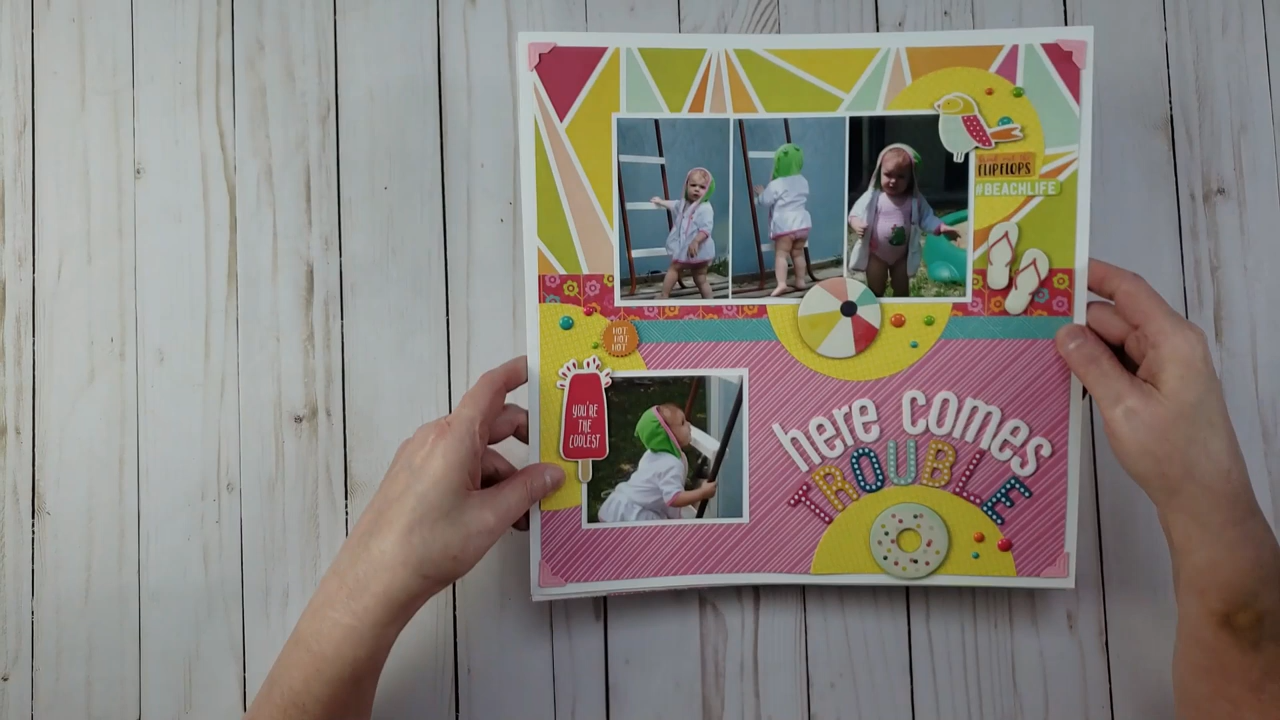 FLIPFLOPS
#BEACHLIFE
HOT
HOT
HOT
YOU'RE
THE
COOLEST
here comes
TROUBLE